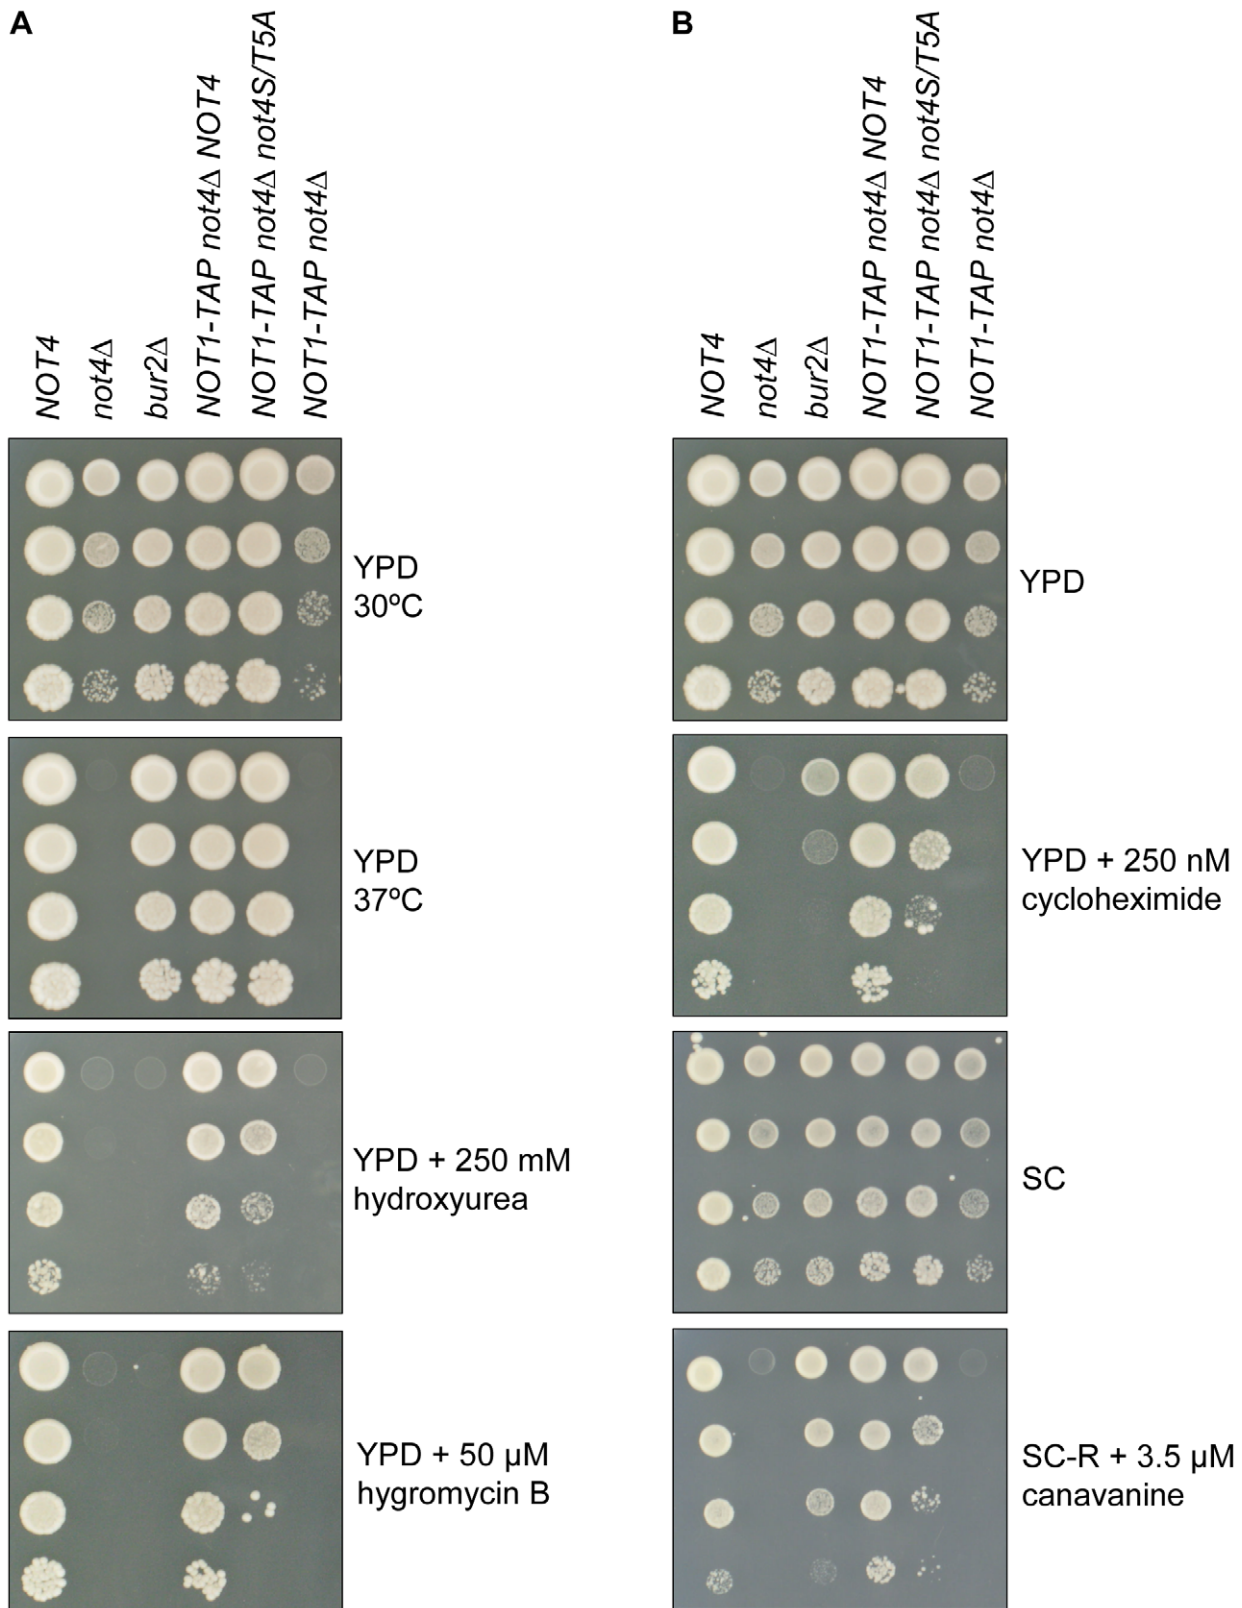 A
NOT4
not4Δ
bur2Δ
NOT1-TAP not4Δ NOT4
NOT1-TAP not4Δ not4S/T5A
NOT1-TAP not4Δ
YPD
30ºC
YPD
37ºC
YPD + 250 mM
hydroxyurea
YPD + 50 µM
hygromycin B
B
NOT4
not4Δ
bur2Δ
NOT1-TAP not4Δ NOT4
NOT1-TAP not4Δ not4S/T5A
NOT1-TAP not4Δ
YPD
YPD + 250 nM
cycloheximide
SC
SC-R + 3.5 µM
canavanine